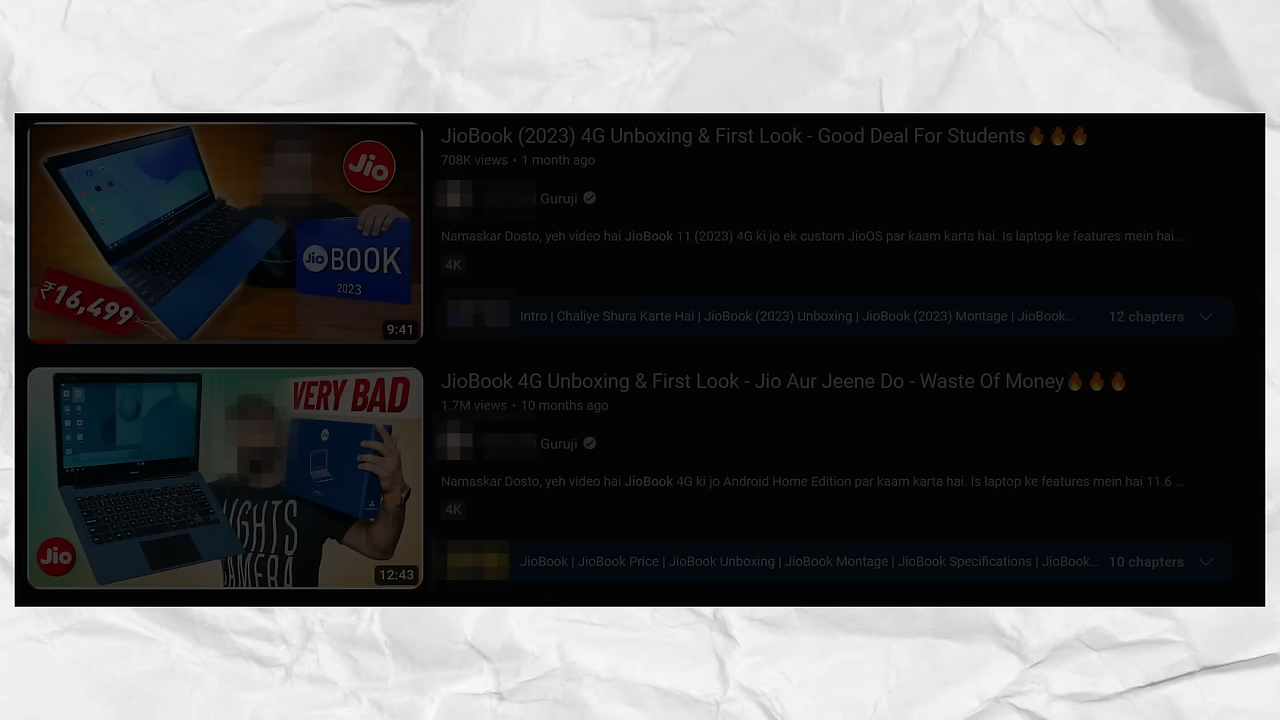 JioBook (2023) 4G Unboxing & First Look - Good Deal For Students🔥🔥🔥
708K views • 1 month ago
Guruji
Namaskar Dosto, yeh video hai JioBook 11 (2023) 4G ki jo ek custom JioOS par kaam karta hai. Is laptop ke features mein hai ...
4K
Intro | Chaliye Shura Karte Hai | JioBook (2023) Unboxing | JioBook (2023) Montage | JioBook...
12 chapters
Jio
Jio BOOK
2023
₹16,499
9:41
JioBook 4G Unboxing & First Look - Jio Aur Jeene Do - Waste Of Money🔥🔥🔥
1.7M views • 10 months ago
Guruji
Namaskar Dosto, yeh video hai JioBook 4G ki jo Android Home Edition par kaam karta hai. Is laptop ke features mein hai 11.6 ...
4K
JioBook | JioBook Price | JioBook Unboxing | JioBook Montage | JioBook Specifications | JioBook...
10 chapters
VERY BAD
Jio
LIGHTS
CAMERA
12:43